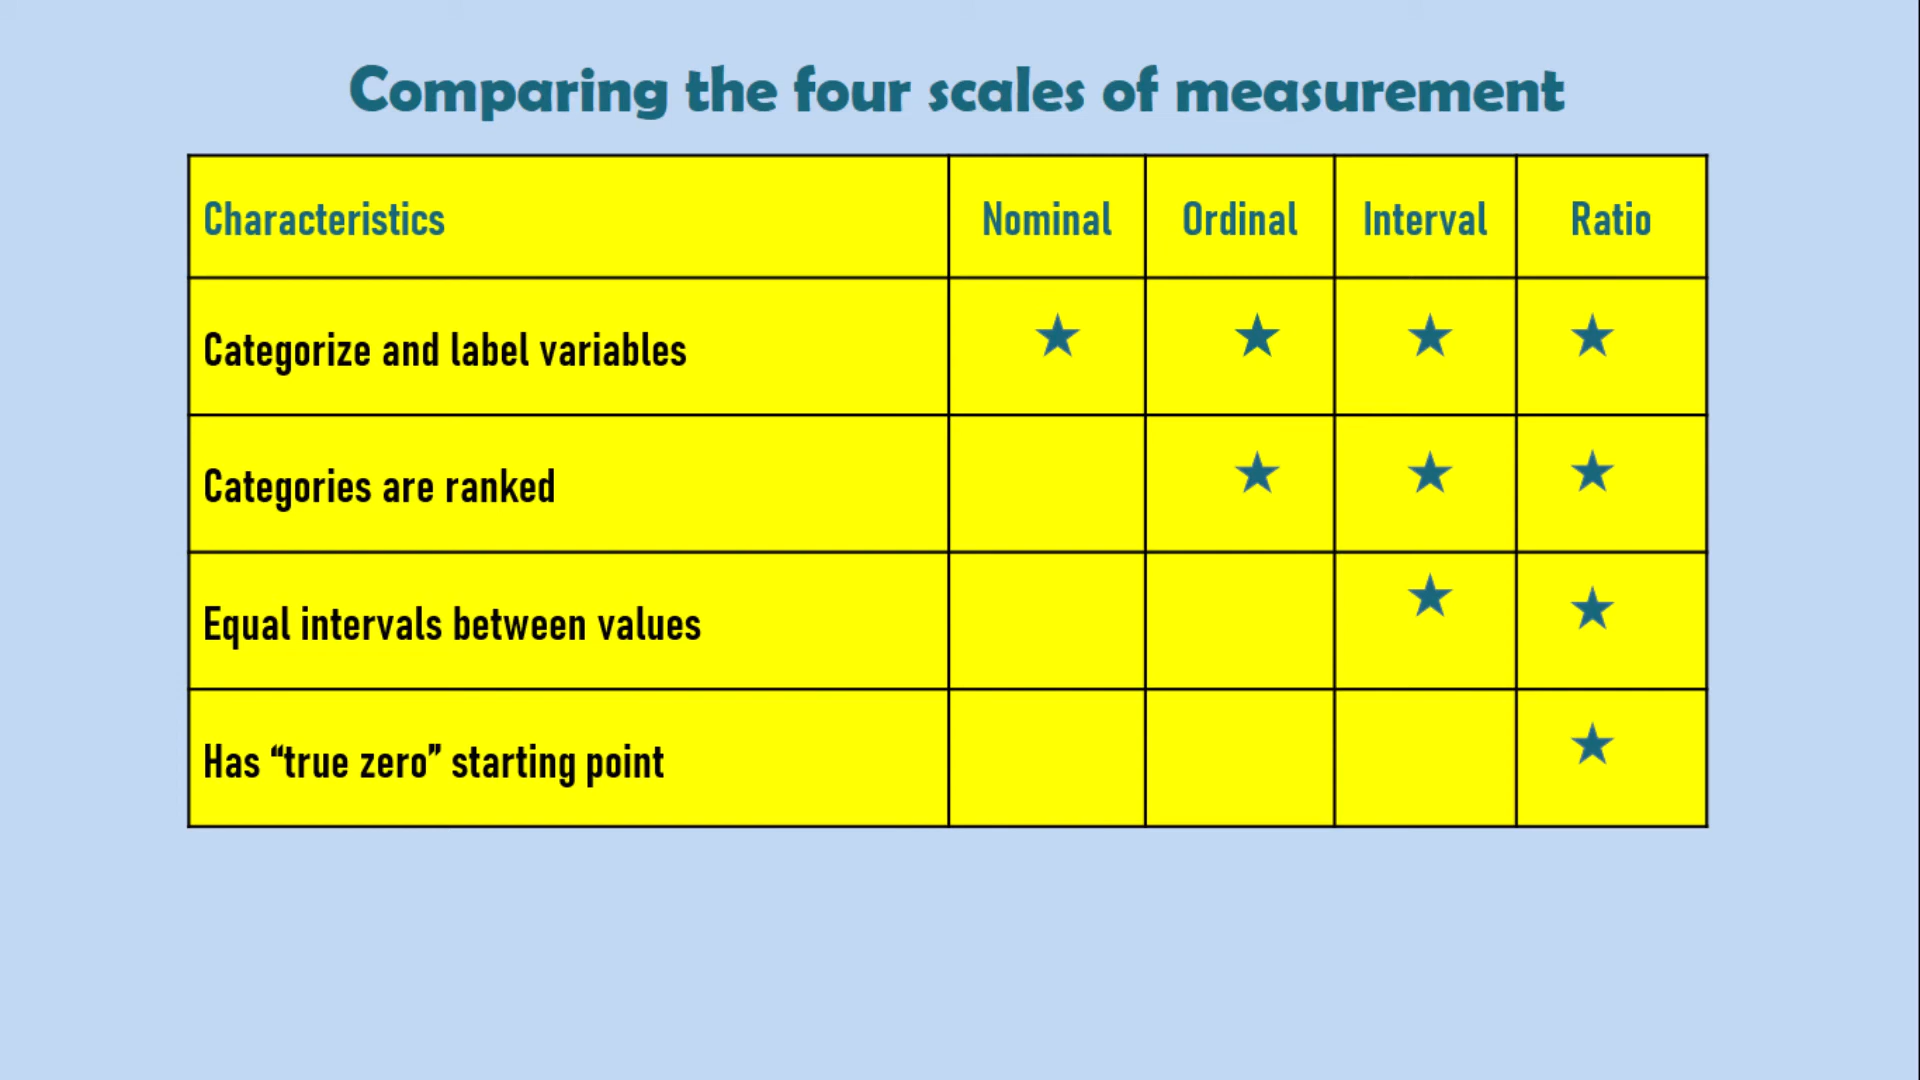 Comparing the four scales of measurement
Characteristics Nominal Ordinal Interval Ratio
Categorize and label variables ★ ★ ★ ★
Categories are ranked ★ ★ ★
Equal intervals between values ★ ★
Has “true zero” starting point ★